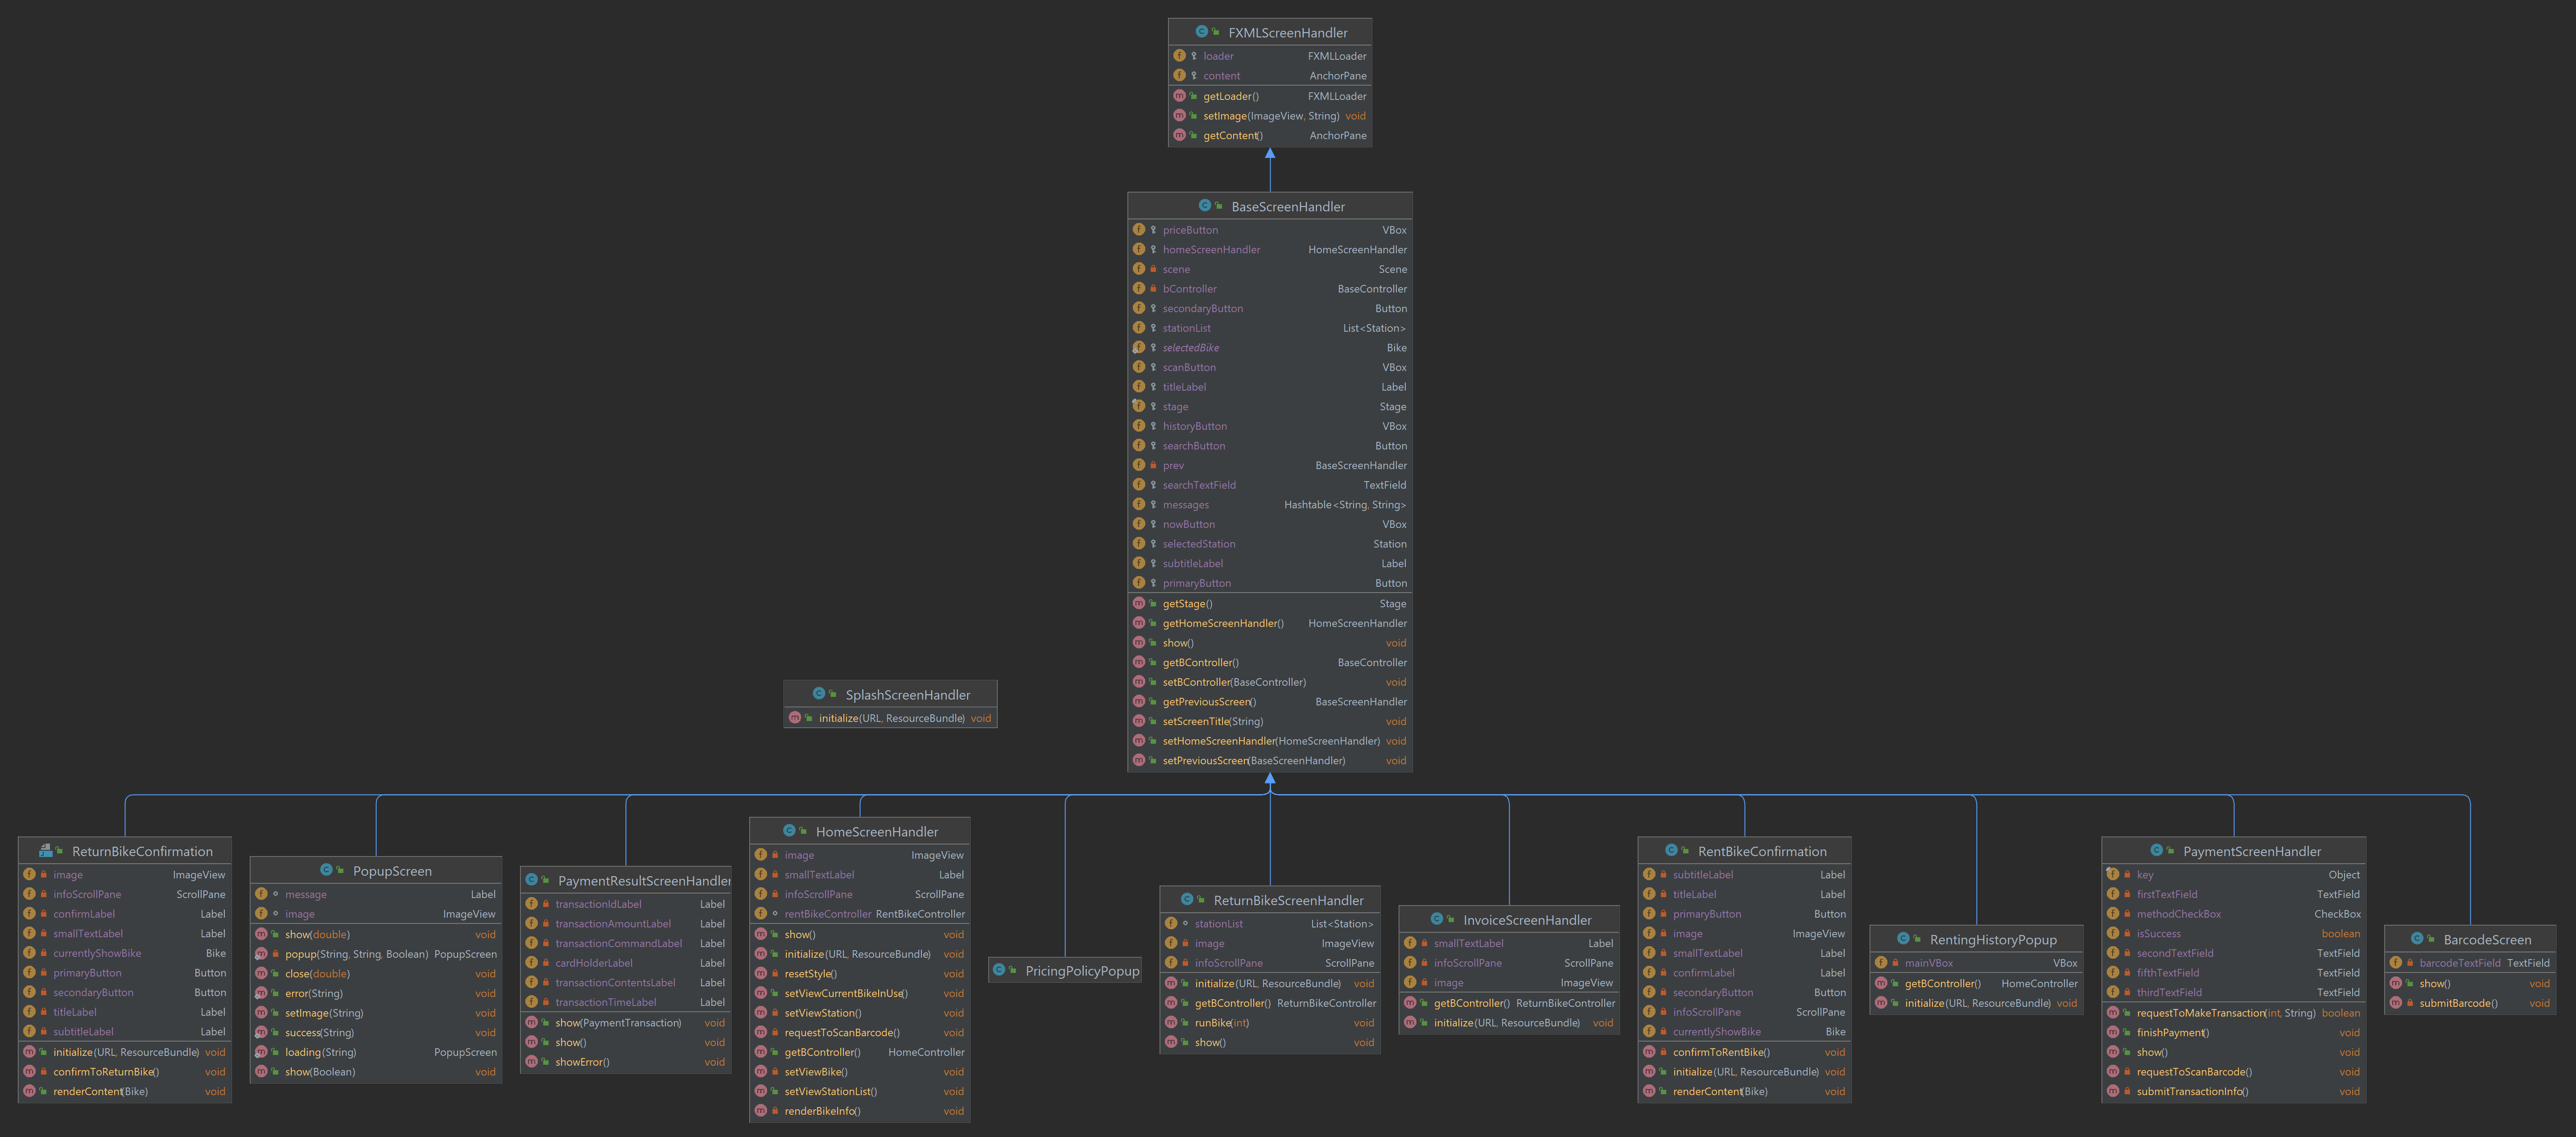 FXMLScreenHandler
loader FXMLLoader
content AnchorPane
getLoader() FXMLLoader
setImage(ImageView, String) void
getContent() AnchorPane
BaseScreenHandler
priceButton VBox
homeScreenHandler HomeScreenHandler
scene Scene
bController BaseController
secondaryButton Button
stationList List<Station>
selectedBike Bike
scanButton VBox
titleLabel Label
stage Stage
historyButton VBox
searchButton Button
prev BaseScreenHandler
searchTextField TextField
messages Hashtable<String, String>
nowButton VBox
selectedStation Station
subtitleLabel Label
primaryButton Button
getStage() Stage
getHomeScreenHandler() HomeScreenHandler
show() void
getBController() BaseController
setBController(BaseController) void
getPreviousScreen() BaseScreenHandler
setScreenTitle(String) void
setHomeScreenHandler(HomeScreenHandler) void
setPreviousScreen(BaseScreenHandler) void
SplashScreenHandler
initialize(URL, ResourceBundle) void
ReturnBikeConfirmation
image ImageView
infoScrollPane ScrollPane
confirmLabel Label
smallTextLabel Label
currentlyShowBike Bike
primaryButton Button
secondaryButton Button
titleLabel Label
subtitleLabel Label
initialize(URL, ResourceBundle) void
confirmToReturnBike() void
renderContent(Bike) void
PopupScreen
message Label
image ImageView
show(double) void
popup(String, String, Boolean) PopupScreen
close(double) void
error(String) void
setImage(String) void
success(String) void
loading(String) PopupScreen
show(Boolean) void
PaymentResultScreenHandler
transactionIdLabel Label
transactionAmountLabel Label
transactionCommandLabel Label
cardHolderLabel Label
transactionContentsLabel Label
transactionTimeLabel Label
show(PaymentTransaction) void
show() void
showError() void
HomeScreenHandler
image ImageView
smallTextLabel Label
infoScrollPane ScrollPane
rentBikeController RentBikeController
show() void
initialize(URL, ResourceBundle) void
resetStyle() void
setViewCurrentBikeInUse() void
setViewStation() void
requestToScanBarcode() void
getBController() HomeController
setViewBike() void
setViewStationList() void
renderBikeInfo() void
PricingPolicyPopup
ReturnBikeScreenHandler
stationList List<Station>
image ImageView
infoScrollPane ScrollPane
initialize(URL, ResourceBundle) void
getBController() ReturnBikeController
runBike(int) void
show() void
InvoiceScreenHandler
smallTextLabel Label
infoScrollPane ScrollPane
image ImageView
getBController() ReturnBikeController
initialize(URL, ResourceBundle) void
RentBikeConfirmation
subtitleLabel Label
titleLabel Label
primaryButton Button
image ImageView
smallTextLabel Label
confirmLabel Label
secondaryButton Button
infoScrollPane ScrollPane
currentlyShowBike Bike
confirmToRentBike() void
initialize(URL, ResourceBundle) void
renderContent(Bike) void
RentingHistoryPopup
mainVBox VBox
getBController() HomeController
initialize(URL, ResourceBundle) void
PaymentScreenHandler
key Object
firstTextField TextField
methodCheckBox CheckBox
isSuccess boolean
secondTextField TextField
fifthTextField TextField
thirdTextField TextField
requestToMakeTransaction(int, String) boolean
finishPayment() void
show() void
requestToScanBarcode() void
submitTransactionInfo() void
BarcodeScreen
barcodeTextField TextField
show() void
submitBarcode() void